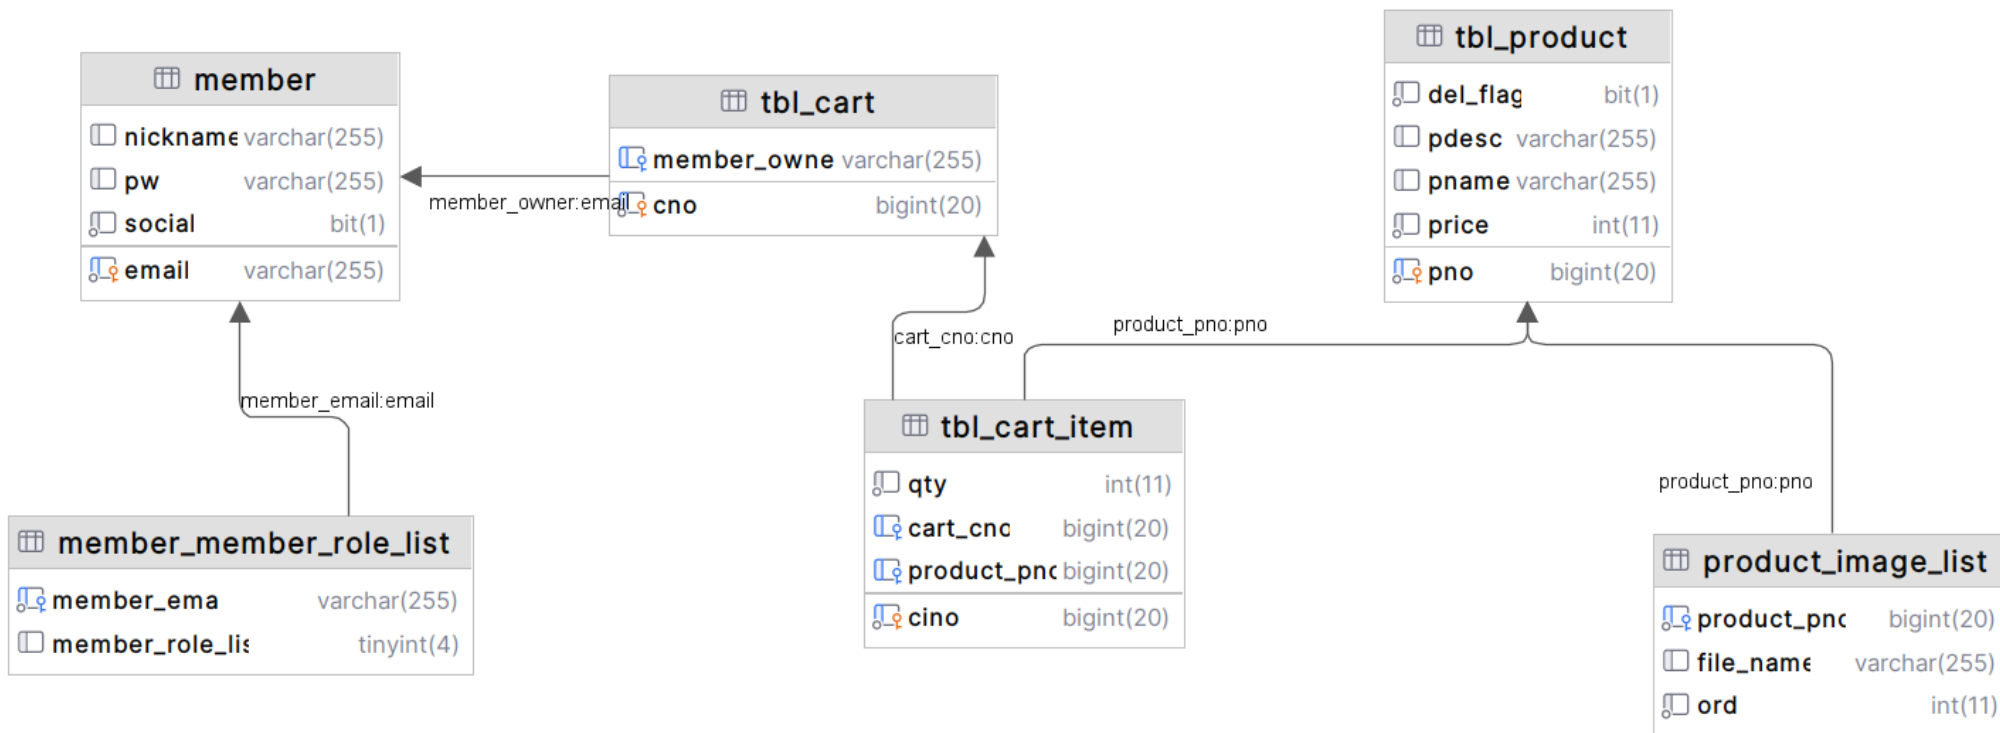 member
nickname varchar(255)
pw varchar(255)
social bit(1)
email varchar(255)
tbl_cart
member_owne varchar(255)
cno bigint(20)
member_owner:email
tbl_product
del_flag bit(1)
pdesc varchar(255)
pname varchar(255)
price int(11)
pno bigint(20)
cart_cno:cno
product_pno:pno
member_email:email
tbl_cart_item
qty int(11)
cart_cno bigint(20)
product_pno bigint(20)
cino bigint(20)
product_pno:pno
member_member_role_list
member_ema varchar(255)
member_role_lis tinyint(4)
product_image_list
product_pno bigint(20)
file_name varchar(255)
ord int(11)